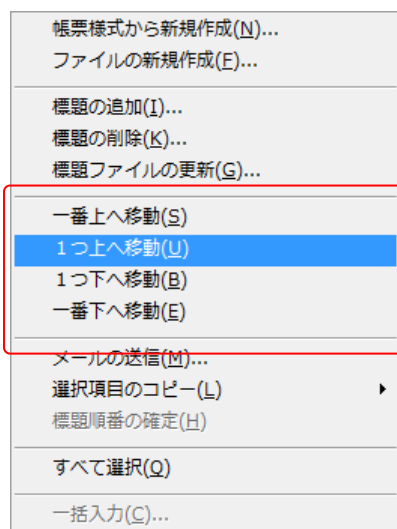 帳票様式から新規作成(N)...
ファイルの新規作成(F)...
標題の追加(I)...
標題の削除(K)...
標題ファイルの更新(G)...
一番上へ移動(S)
1つ上へ移動(U)
1つ下へ移動(B)
一番下へ移動(E)
メールの送信(M)...
選択項目のコピー(L)
標題順番の確定(H)
すべて選択(Q)
一括入力(C)...